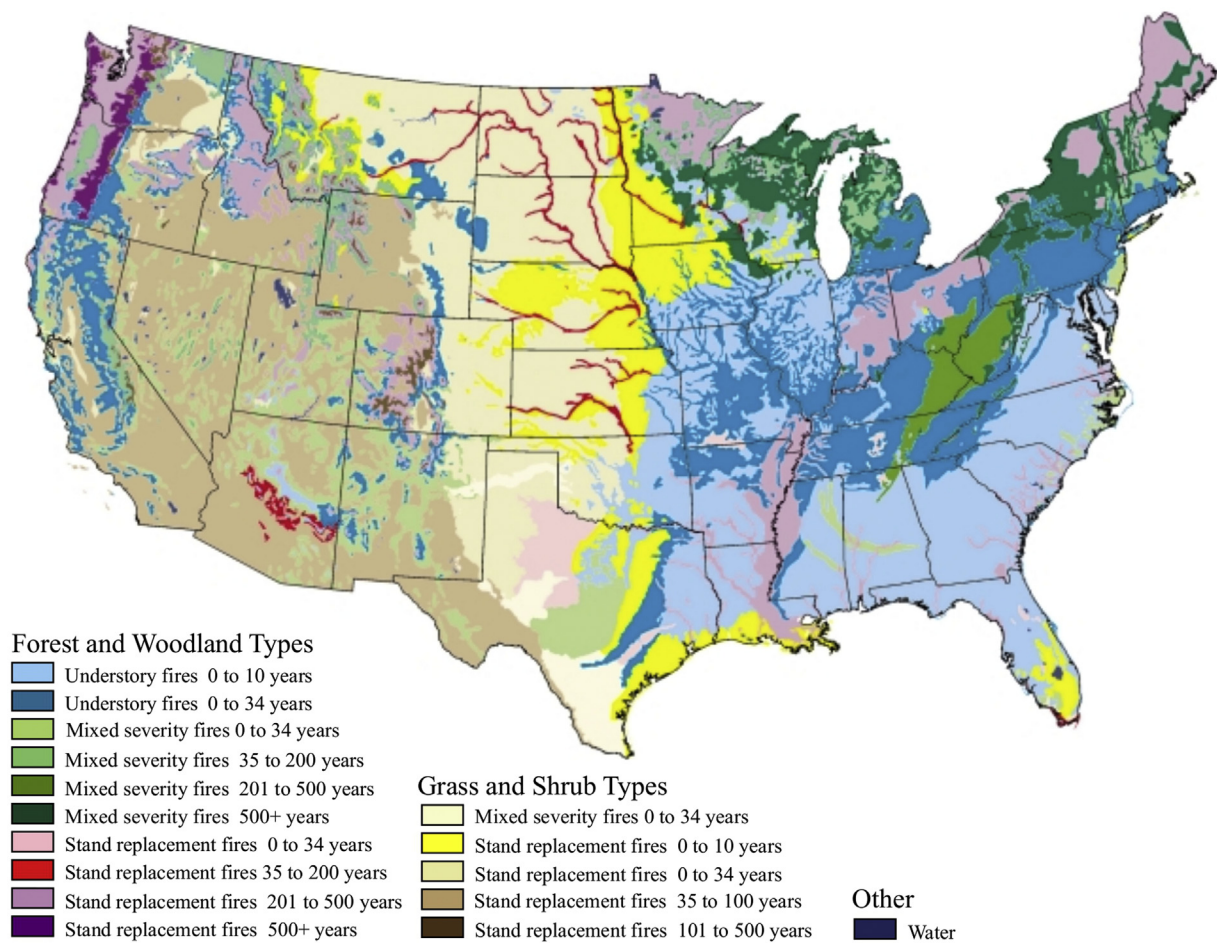 Forest and Woodland Types
Understory fires 0 to 10 years
Understory fires 0 to 34 years
Mixed severity fires 0 to 34 years
Mixed severity fires 35 to 200 years
Mixed severity fires 201 to 500 years
Mixed severity fires 500+ years
Stand replacement fires 0 to 34 years
Stand replacement fires 35 to 200 years
Stand replacement fires 201 to 500 years
Stand replacement fires 500+ years
Grass and Shrub Types
Mixed severity fires 0 to 34 years
Stand replacement fires 0 to 10 years
Stand replacement fires 0 to 34 years
Stand replacement fires 35 to 100 years
Stand replacement fires 101 to 500 years
Other
Water